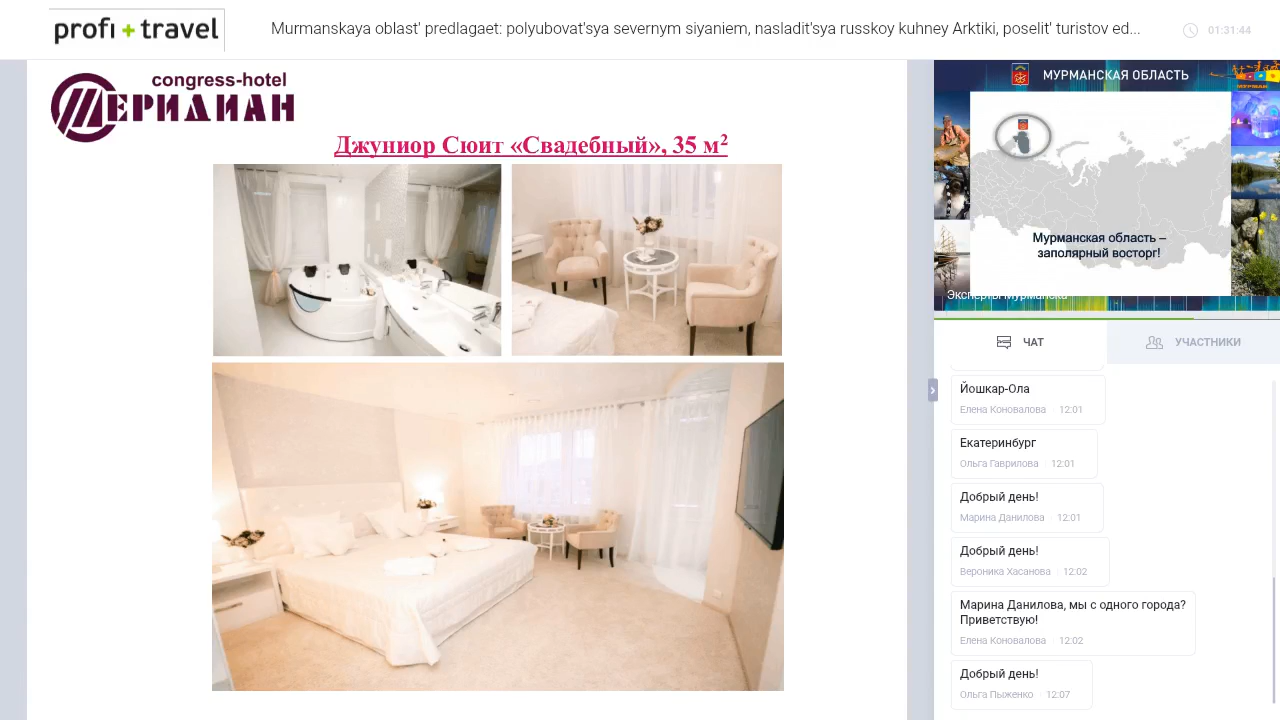 profi + travel
Murmanskaya oblast' predlagaet: polyubovat'sya severnym siyaniem, nasladit'sya russkoy kuhney Arktiki, poselit' turistov ed...
01:31:44
congress-hotel
МЕРИДИАН
Джуниор Сюит «Свадебный», 35 м²
МУРМАНСКАЯ ОБЛАСТЬ
Мурманская область –
заполярный восторг!
Эксперты Мурманска
ЧАТ
УЧАСТНИКИ
Йошкар-Ола
Елена Коновалова 12:01
Екатеринбург
Ольга Гаврилова 12:01
Добрый день!
Марина Данилова 12:01
Добрый день!
Вероника Хасанова 12:02
Марина Данилова, мы с одного города?
Приветствую!
Елена Коновалова 12:02
Добрый день!
Ольга Пыженко 12:07